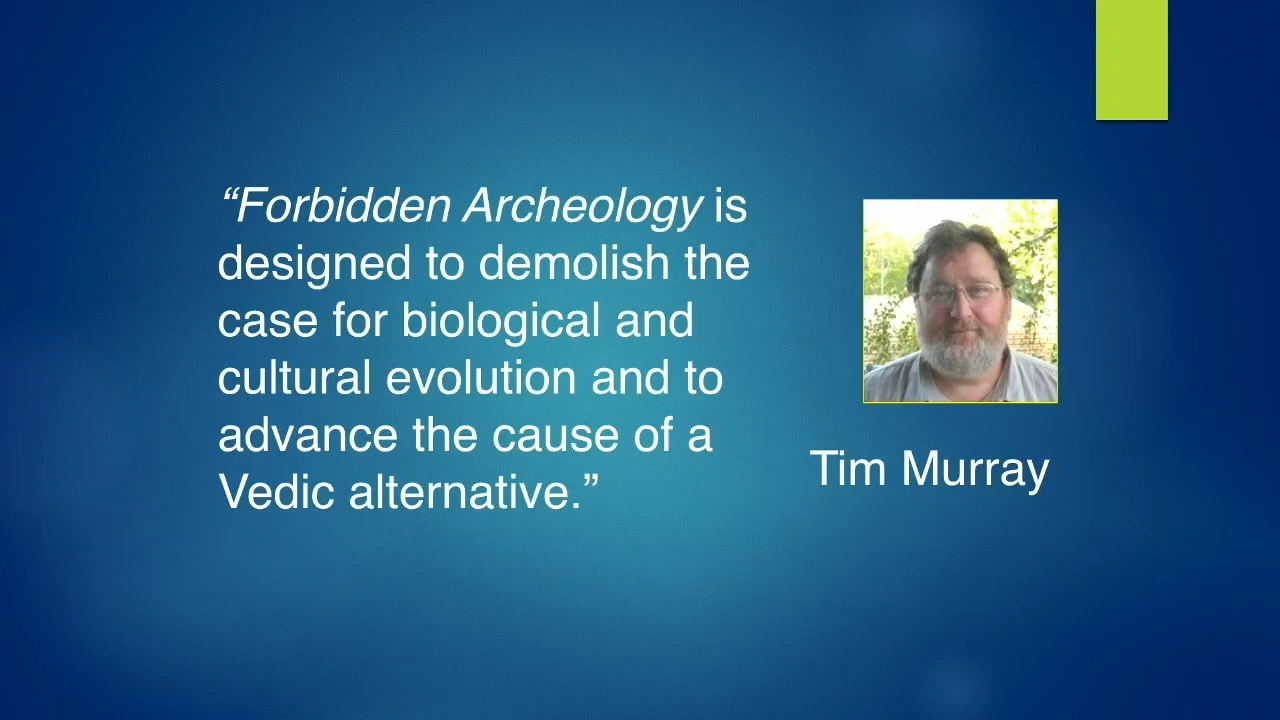 “Forbidden Archeology is
designed to demolish the
case for biological and
cultural evolution and to
advance the cause of a
Vedic alternative.”
Tim Murray